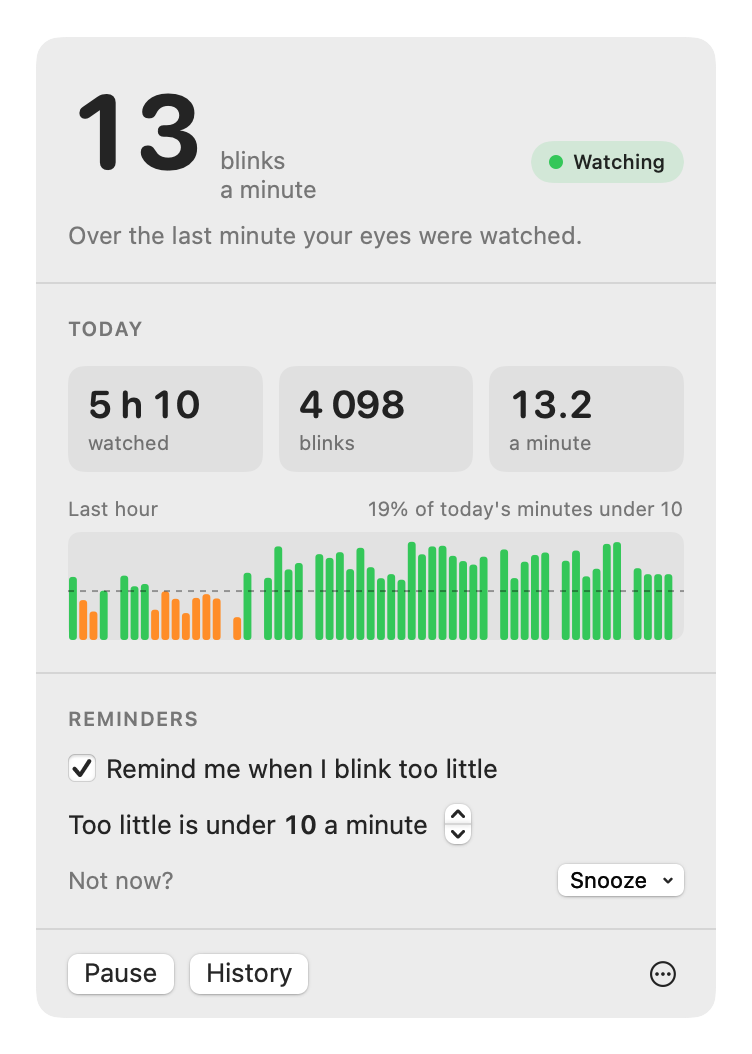 13
blinks
a minute
Watching
Over the last minute your eyes were watched.
TODAY
5 h 10
watched
4 098
blinks
13.2
a minute
Last hour
19% of today's minutes under 10
REMINDERS
Remind me when I blink too little
Too little is under 10 a minute
Not now?
Snooze
Pause
History